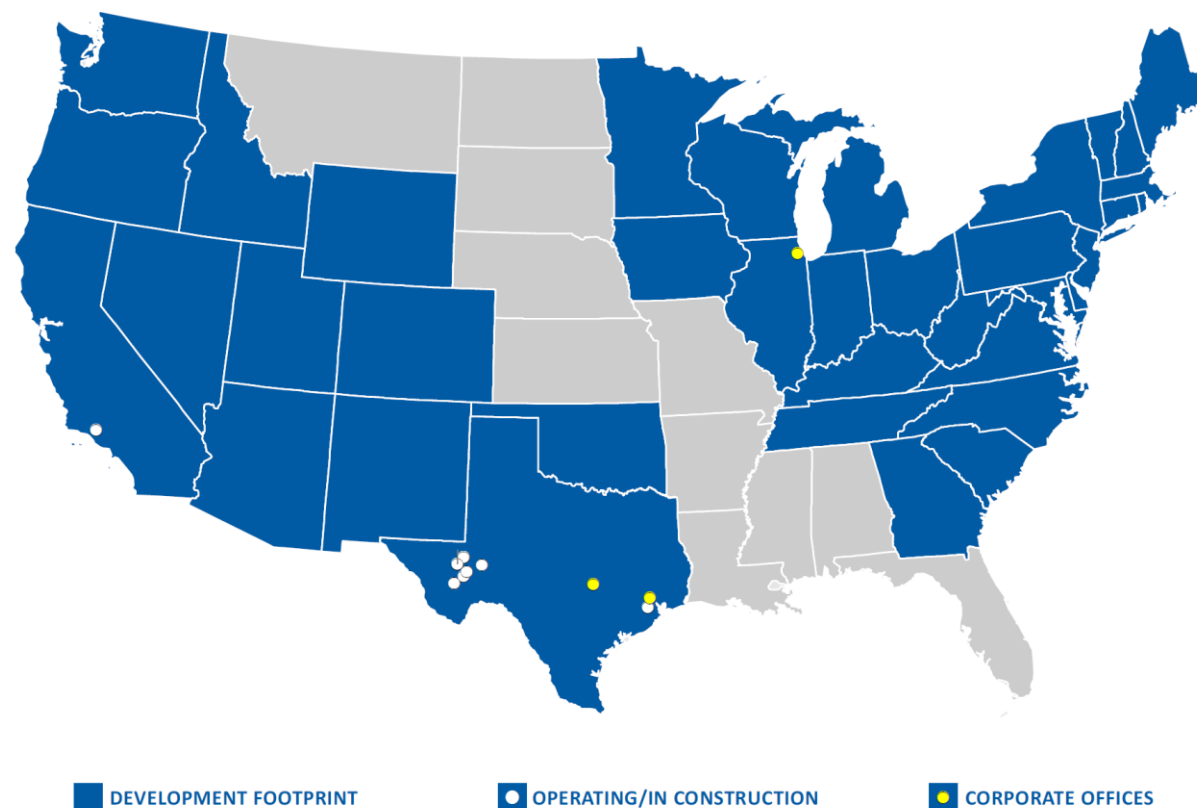 DEVELOPMENT FOOTPRINT
OPERATING/IN CONSTRUCTION
CORPORATE OFFICES